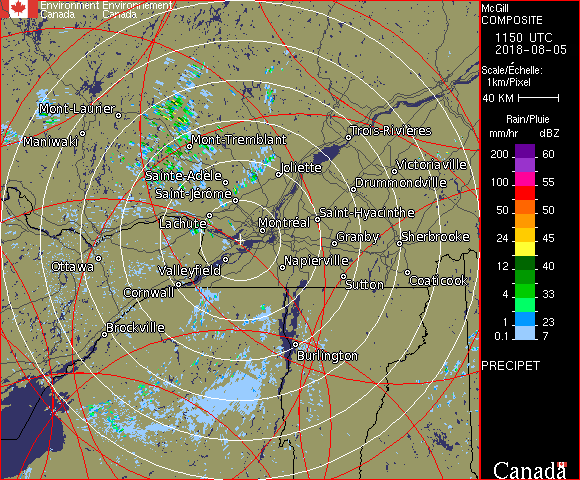 Environment Environnement
Canada Canada
McGill
COMPOSITE
1150 UTC
2018-08-05
Scale/Échelle:
1km/Pixel
40 KM
Rain/Pluie
mm/hr dBZ
200 60
100 55
50 50
24 45
12 40
4 33
1 23
0.1 7
PRECIPET
Canada
Mont-Laurier
Maniwaki
Mont-Tremblant
Trois-Rivières
Sainte-Adèle
Joliette
Victoriaville
Saint-Jérôme
Drummondville
Lachute
Saint-Hyacinthe
Montréal
Granby
Sherbrooke
Ottawa
Valleyfield
Napierville
Cornwall
Sutton
Coaticook
Brockville
Burlington